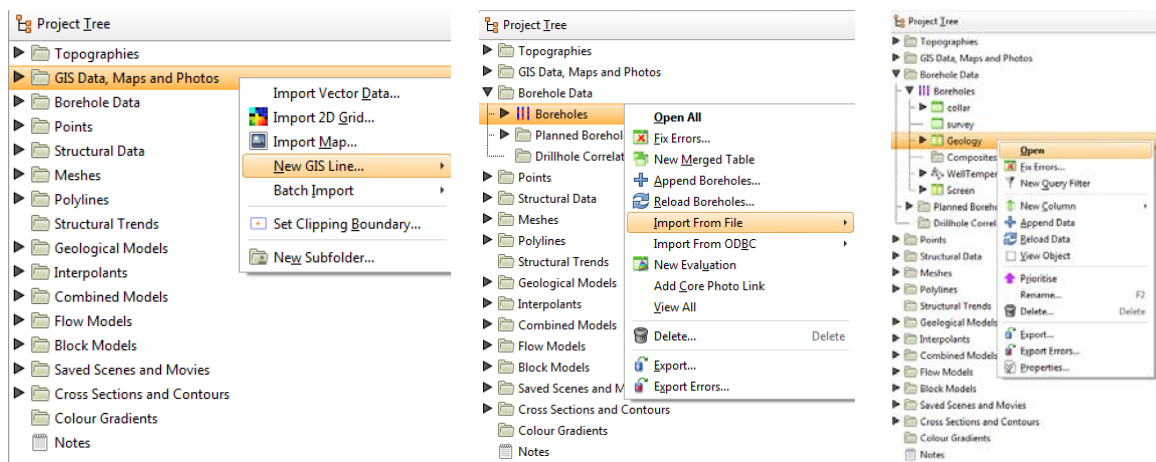 Project Tree
Topographies
GIS Data, Maps and Photos
Borehole Data
Points
Structural Data
Meshes
Polylines
Structural Trends
Geological Models
Interpolants
Combined Models
Flow Models
Block Models
Saved Scenes and Movies
Cross Sections and Contours
Colour Gradients
Notes
Import Vector Data...
Import 2D Grid...
Import Map...
New GIS Line...
Batch Import
Set Clipping Boundary...
New Subfolder...
Project Tree
Topographies
GIS Data, Maps and Photos
Borehole Data
Boreholes
Planned Borehol
Drillhole Correlat
Points
Structural Data
Meshes
Polylines
Structural Trends
Geological Models
Interpolants
Combined Models
Flow Models
Block Models
Saved Scenes and M
Cross Sections and Contours
Colour Gradients
Notes
Open All
Fix Errors...
New Merged Table
Append Boreholes...
Reload Boreholes...
Import From File
Import From ODBC
New Evaluation
Add Core Photo Link
View All
Delete... Delete
Export...
Export Errors...
Project Tree
Topographies
GIS Data, Maps and Photos
Borehole Data
Boreholes
collar
survey
Geology
Composites
WellTemper
Screen
Planned Boreho
Drillhole Correl
Points
Structural Data
Meshes
Polylines
Structural Trends
Geological Models
Interpolants
Combined Models
Flow Models
Block Models
Saved Scenes and Movies
Cross Sections and Contours
Colour Gradients
Notes
Open
Fix Errors...
New Query Filter
New Column
Append Data
Reload Data
View Object
Prioritise
Rename... F2
Delete... Delete
Export...
Export Errors...
Properties...